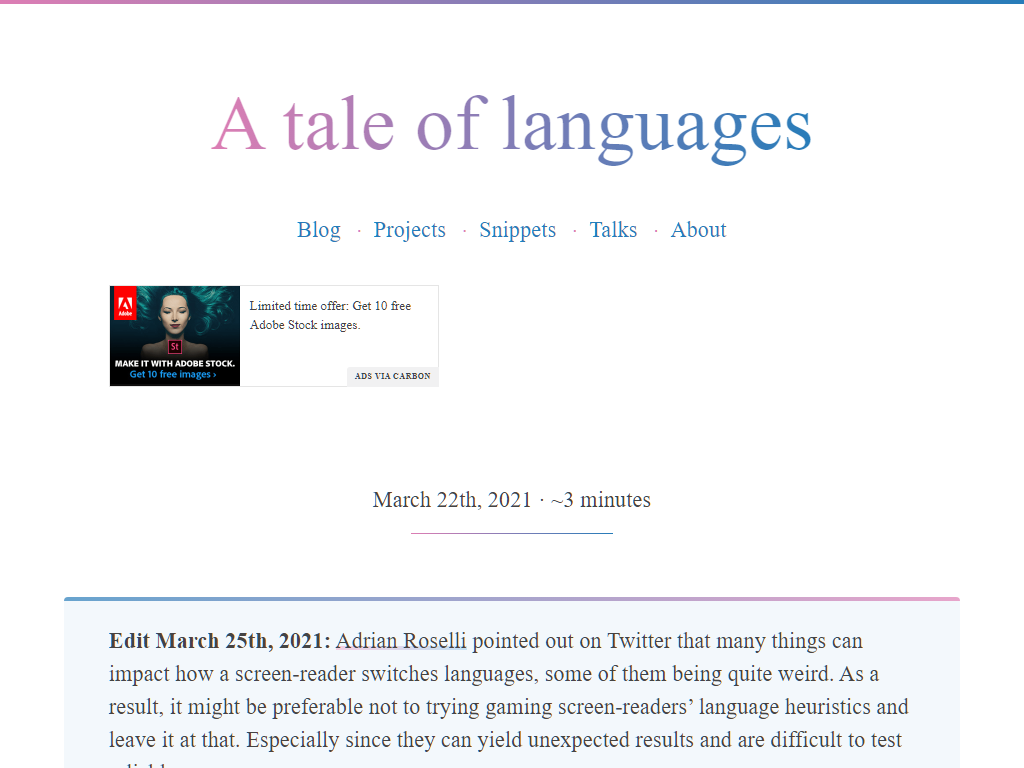 A tale of languages
Blog · Projects · Snippets · Talks · About
Adobe
St
MAKE IT WITH ADOBE STOCK.
Get 10 free images ›
Limited time offer: Get 10 free
Adobe Stock images.
ADS VIA CARBON
March 22th, 2021 · ~3 minutes
Edit March 25th, 2021: Adrian Roselli pointed out on Twitter that many things can
impact how a screen-reader switches languages, some of them being quite weird. As a
result, it might be preferable not to trying gaming screen-readers’ language heuristics and
leave it at that. Especially since they can yield unexpected results and are difficult to test